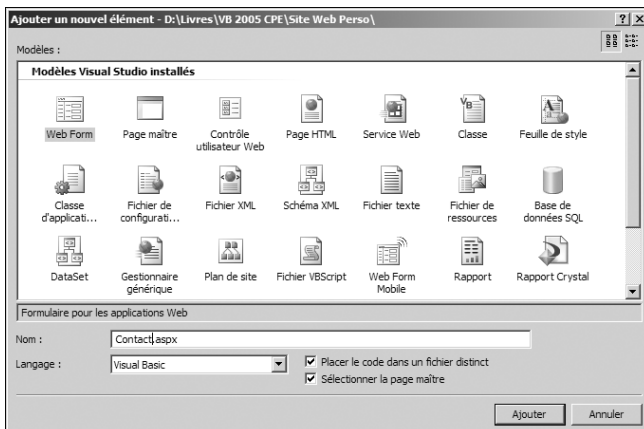 Ajouter un nouvel élément - D:\Livres\VB 2005 CPE\Site Web Perso\
Modèles :
Modèles Visual Studio installés
Web Form
Page maître
Contrôle
utilisateur Web
Page HTML
Service Web
Classe
Feuille de style
Classe
d'applicati...
Fichier de
configurati...
Fichier XML
Schéma XML
Fichier texte
Fichier de
ressources
Base de
données SQL
DataSet
Gestionnaire
générique
Plan de site
Fichier VBScript
Web Form
Mobile
Rapport
Rapport Crystal
Formulaire pour les applications Web
Nom :
Contact.aspx
Langage :
Visual Basic
Placer le code dans un fichier distinct
Sélectionner la page maître
Ajouter
Annuler